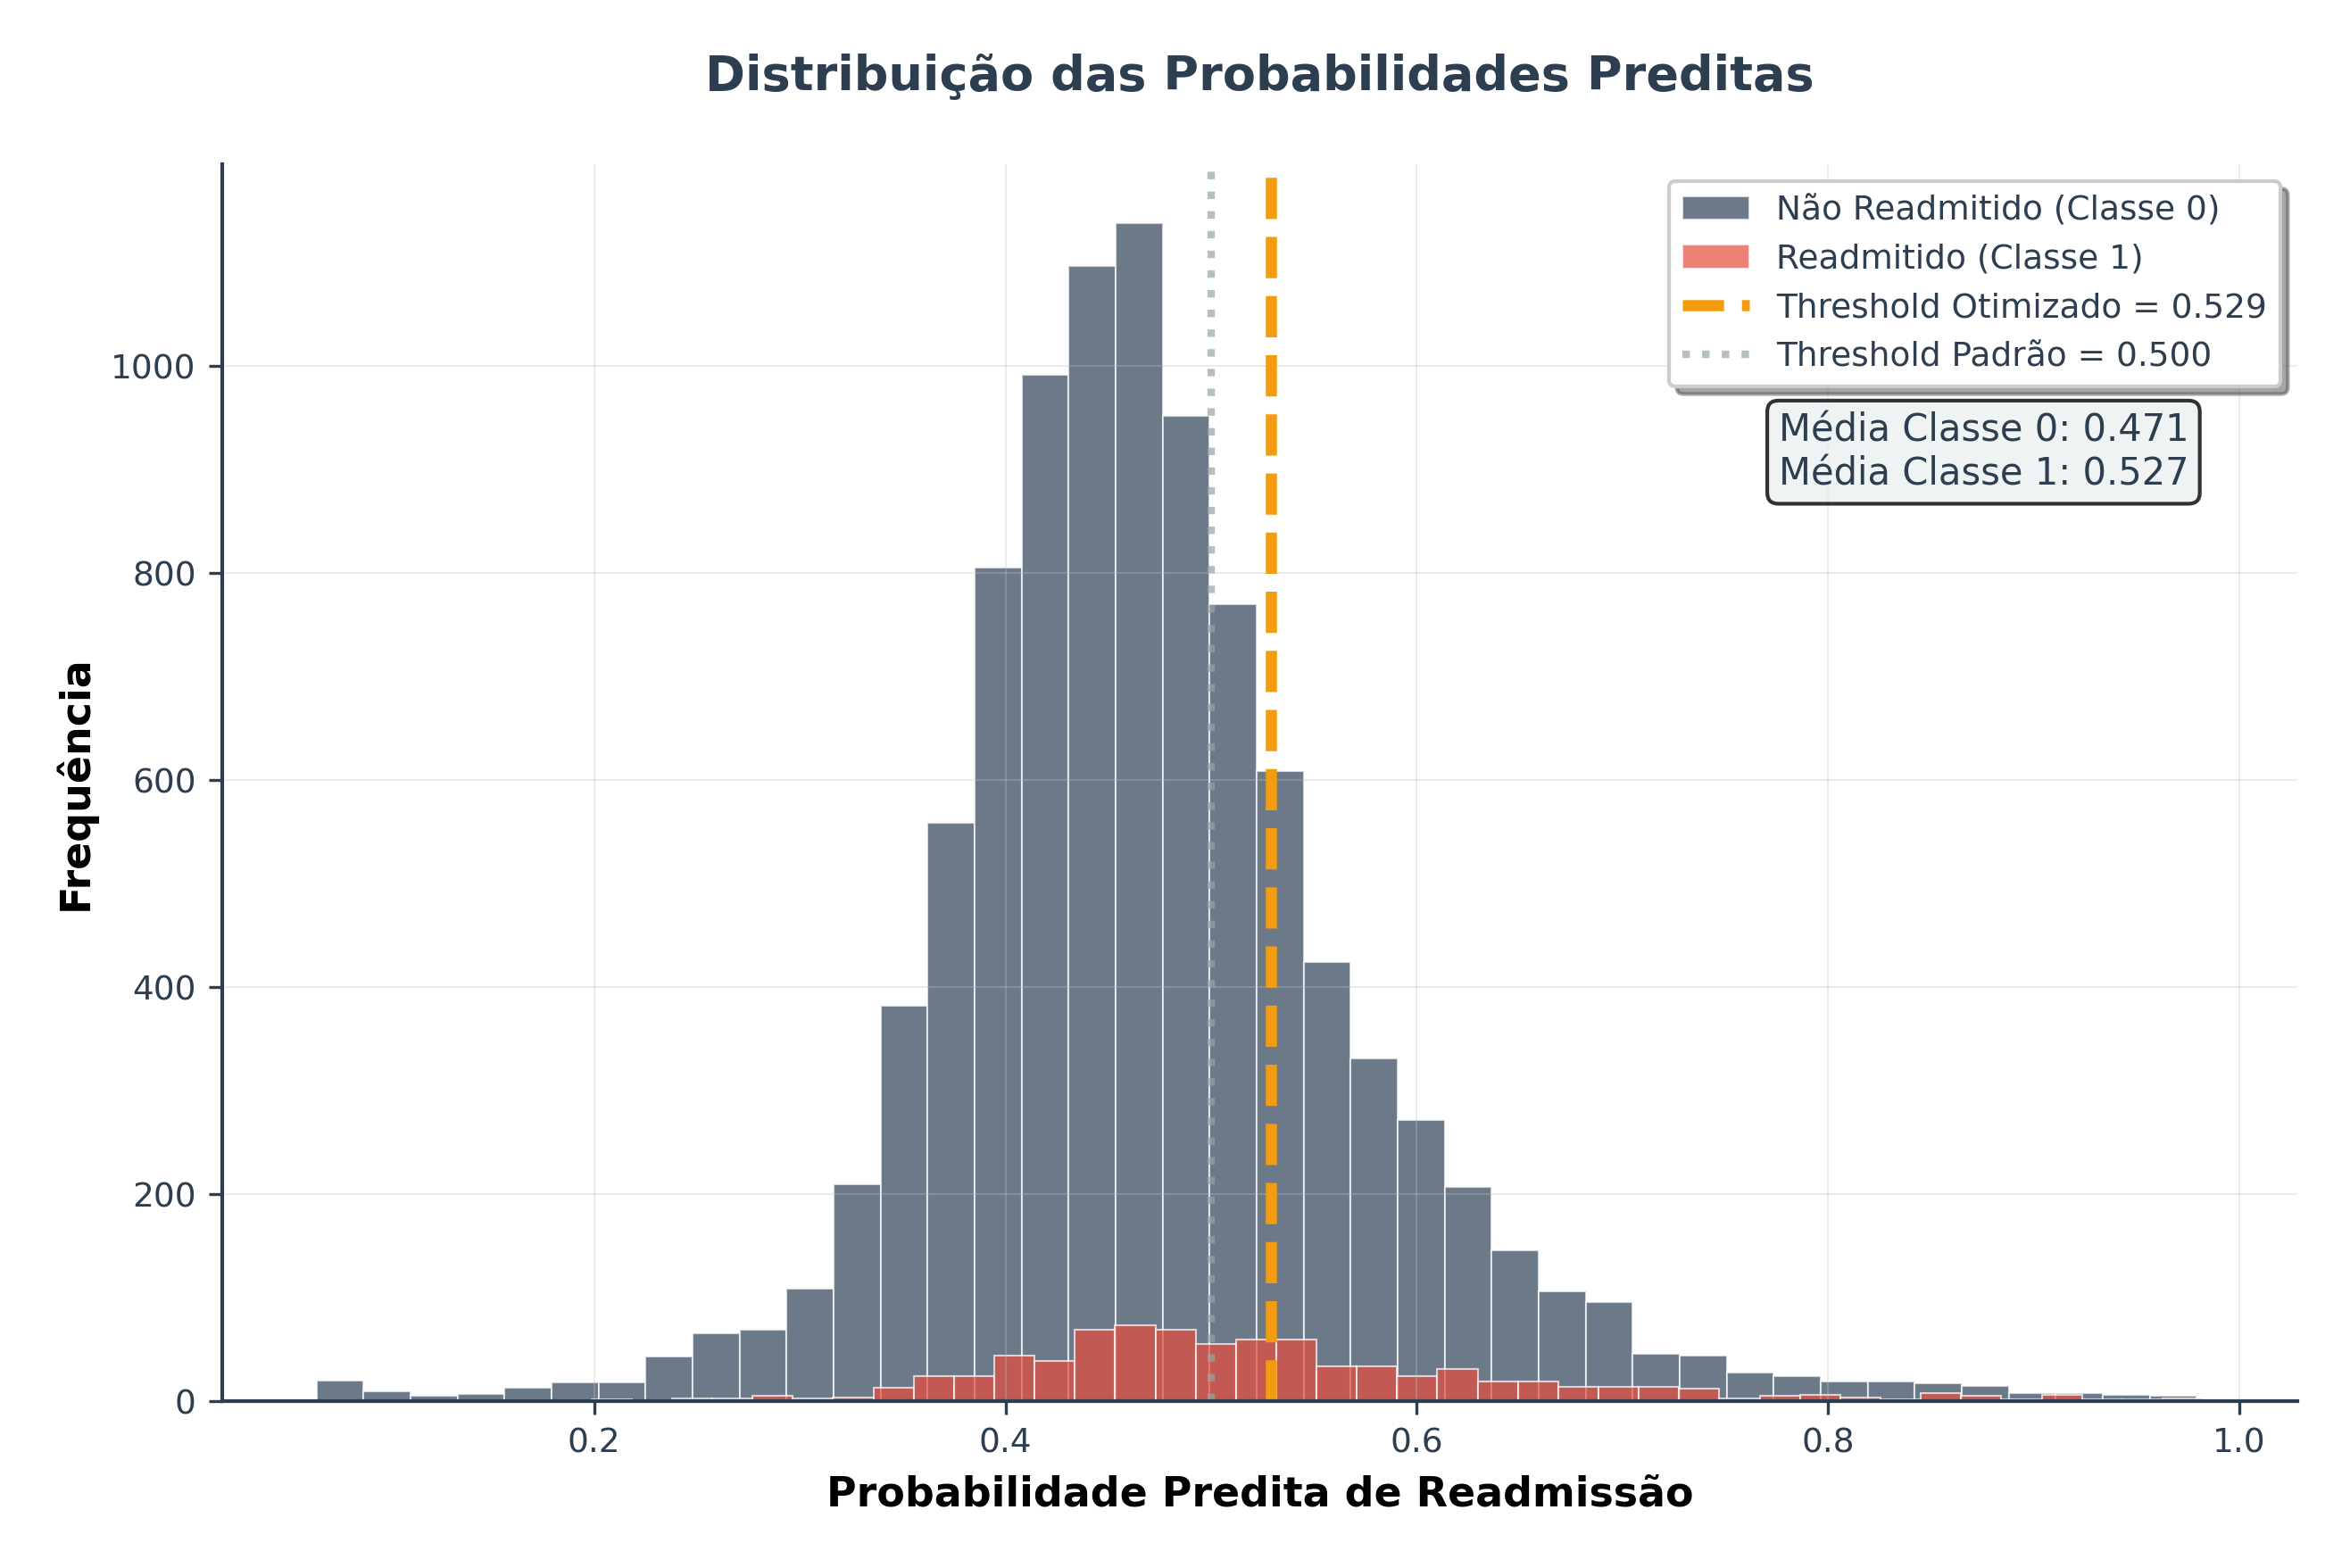 Distribuição das Probabilidades Preditas
Não Readmitido (Classe 0)
Readmitido (Classe 1)
Threshold Otimizado = 0.529
Threshold Padrão = 0.500
Média Classe 0: 0.471
Média Classe 1: 0.527
Frequência
1000
800
600
400
200
0
0.2
0.4
0.6
0.8
1.0
Probabilidade Predita de Readmissão